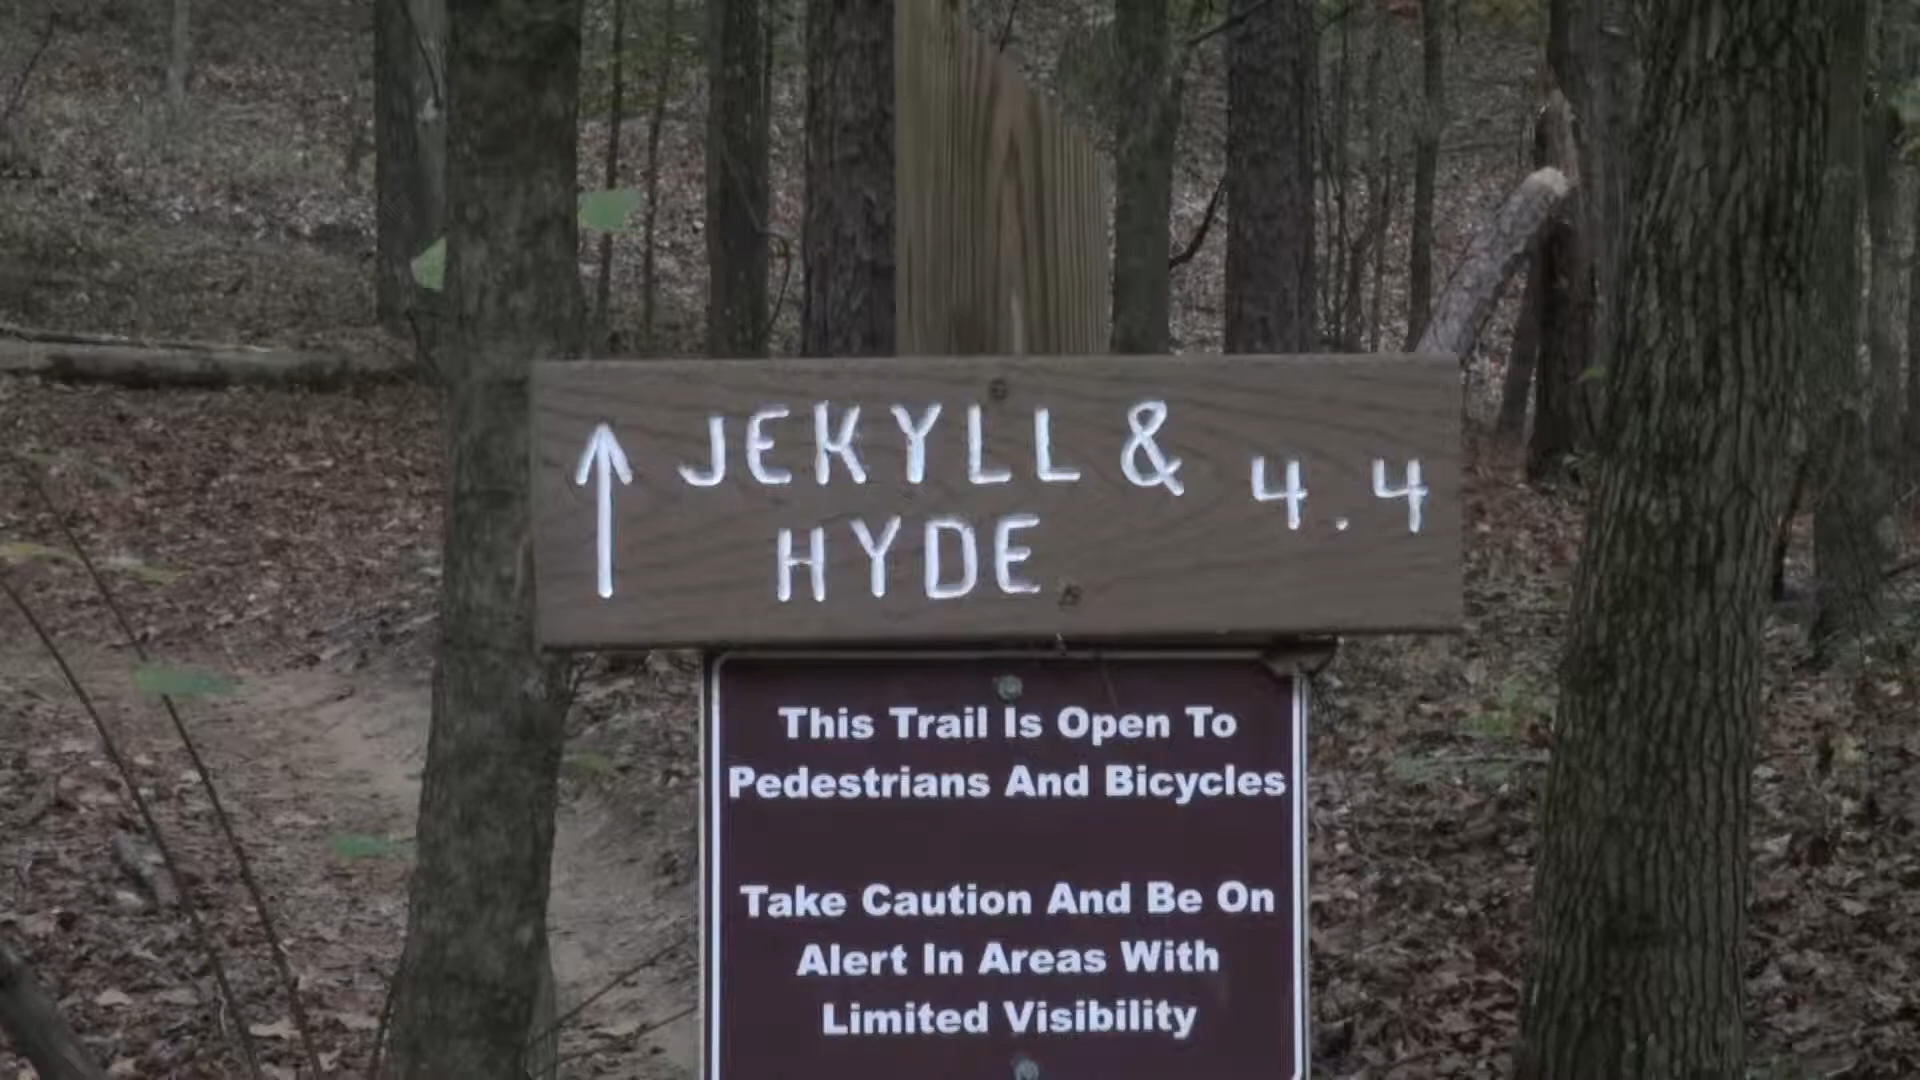 ↑ JEKYLL & 4.4
HYDE
This Trail Is Open To
Pedestrians And Bicycles
Take Caution And Be On
Alert In Areas With
Limited Visibility